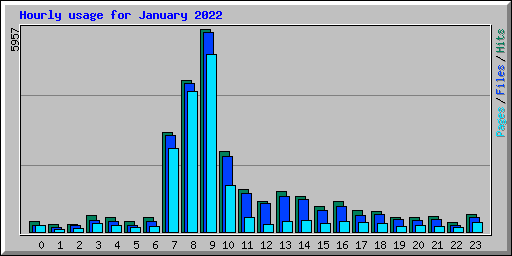 Hourly usage for January 2022
5957
Pages / Files / Hits
0 1 2 3 4 5 6 7 8 9 10 11 12 13 14 15 16 17 18 19 20 21 22 23